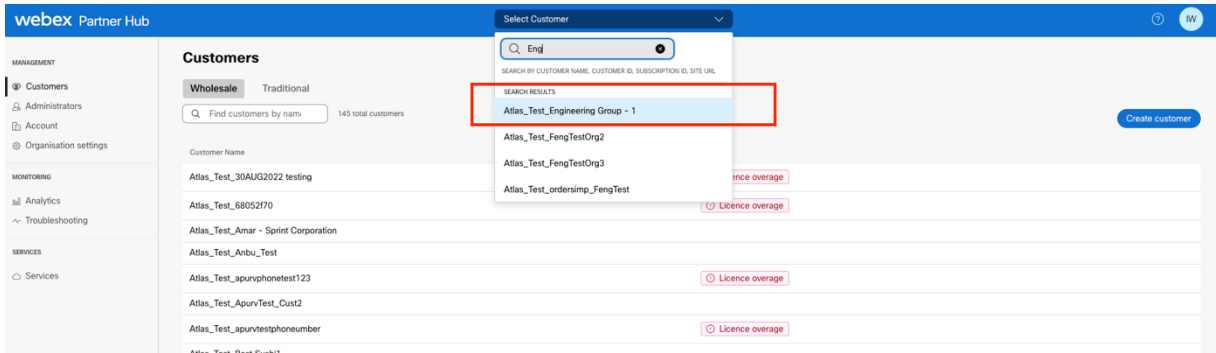 webex Partner Hub
Select Customer
IW
MANAGEMENT
Customers
Administrators
Account
Organisation settings
MONITORING
Analytics
Troubleshooting
SERVICES
Services
Customers
Wholesale Traditional
Find customers by nam
145 total customers
Create customer
Eng
SEARCH BY CUSTOMER NAME, CUSTOMER ID, SUBSCRIPTION ID, SITE URL
SEARCH RESULTS
Atlas_Test_Engineering Group - 1
Atlas_Test_FengTestOrg2
Atlas_Test_FengTestOrg3
Atlas_Test_ordersimp_FengTest
Customer Name
Atlas_Test_30AUG2022 testing
ence overage
Atlas_Test_68052f70
Licence overage
Atlas_Test_Amar - Sprint Corporation
Atlas_Test_Anbu_Test
Atlas_Test_apurvphonetest123
Licence overage
Atlas_Test_ApurvTest_Cust2
Atlas_Test_apurvtestphoneumber
Licence overage